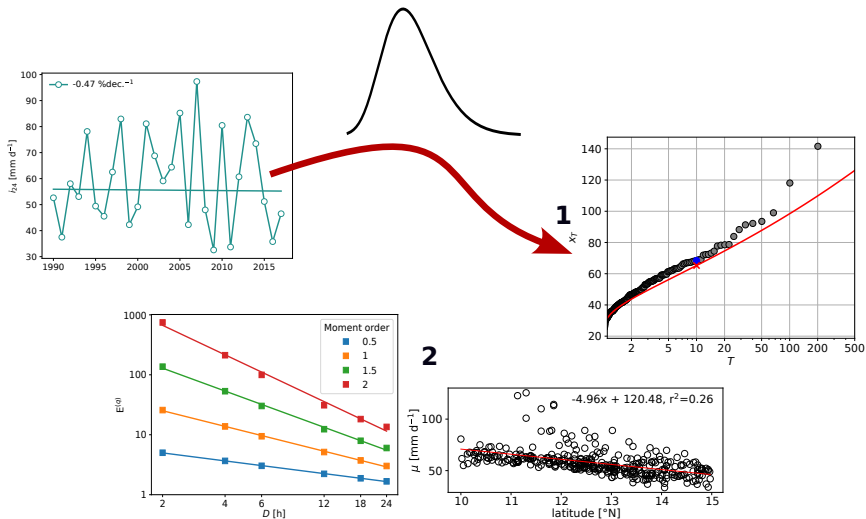 -0.47 %dec.⁻¹
i₂₄ [mm d⁻¹]
100
90
80
70
60
50
40
30
1990 1995 2000 2005 2010 2015
1
x_T
140
120
100
80
60
40
20
2 5 10 20 50 100 200 500
T
2
Moment order
0.5
1
1.5
2
E⁽q⁾
1000
100
10
1
2 4 6 12 18 24
D [h]
-4.96x + 120.48, r²=0.26
μ [mm d⁻¹]
100
50
10 11 12 13 14 15
latitude [°N]